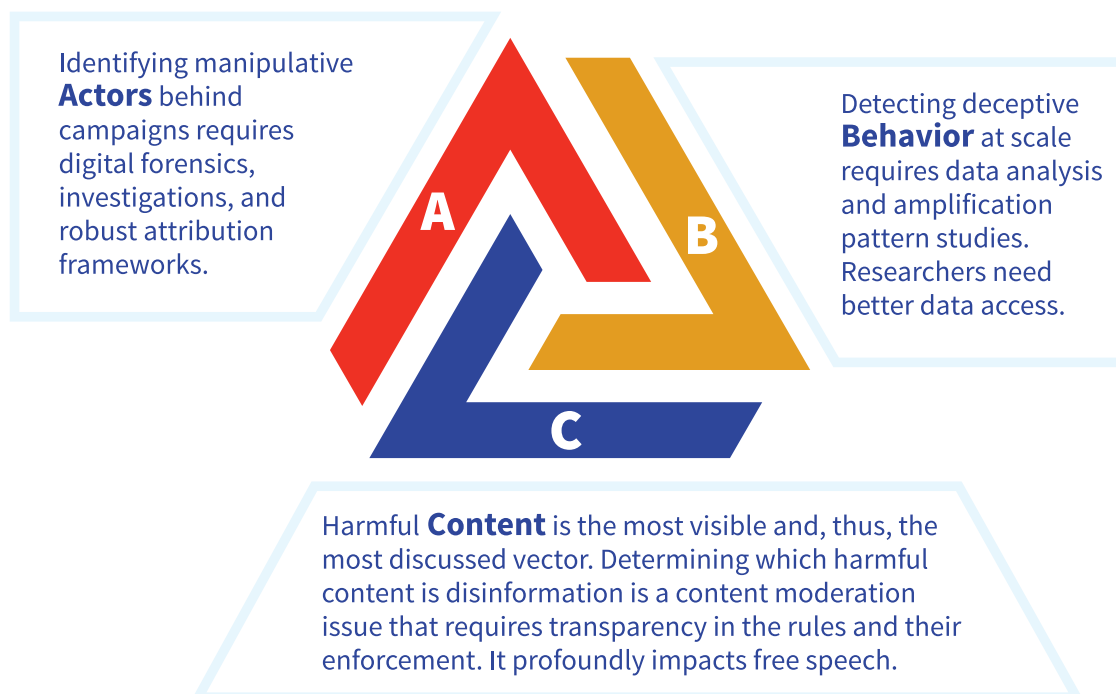 Identifying manipulative
Actors behind
campaigns requires
digital forensics,
investigations, and
robust attribution
frameworks.
A
B
Detecting deceptive
Behavior at scale
requires data analysis
and amplification
pattern studies.
Researchers need
better data access.
C
Harmful Content is the most visible and, thus, the
most discussed vector. Determining which harmful
content is disinformation is a content moderation
issue that requires transparency in the rules and their
enforcement. It profoundly impacts free speech.